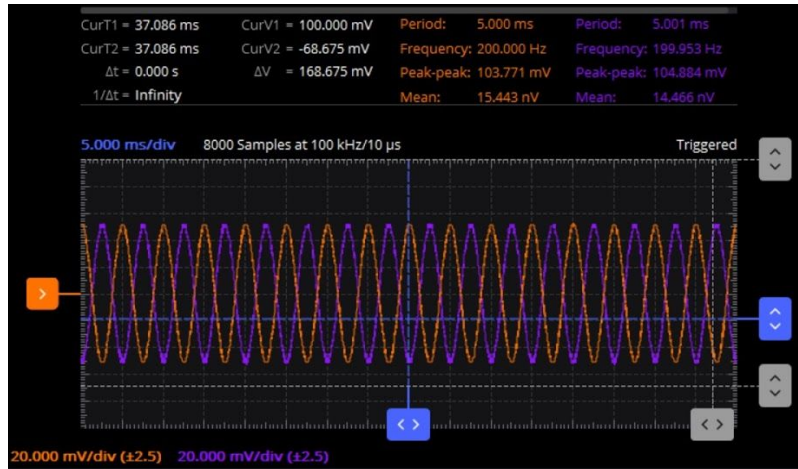 CurT1 = 37.086 ms CurV1 = 100.000 mV Period: 5.000 ms Period: 5.001 ms
CurT2 = 37.086 ms CurV2 = -68.675 mV Frequency: 200.000 Hz Frequency: 199.953 Hz
Δt = 0.000 s ΔV = 168.675 mV Peak-peak: 103.771 mV Peak-peak: 104.884 mV
1/Δt = Infinity Mean: 15.443 nV Mean: 14.466 nV
5.000 ms/div 8000 Samples at 100 kHz/10 µs Triggered
20.000 mV/div (±2.5) 20.000 mV/div (±2.5)